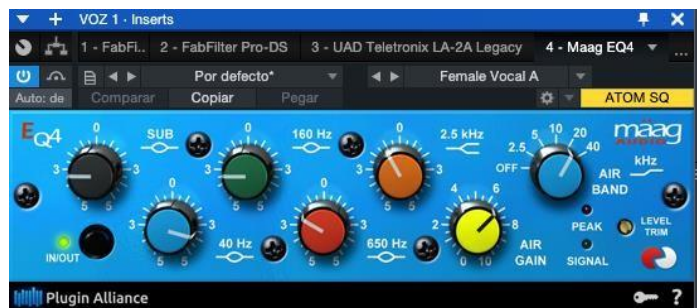 VOZ 1 · Inserts
1 - FabFi.. 2 - FabFilter Pro-DS 3 - UAD Teletronix LA-2A Legacy 4 - Maag EQ4 ...
Por defecto* Female Vocal A
Auto: de Comparar Copiar Pegar ATOM SQ
EQ4 0 SUB 0 160 Hz 0 2.5 kHz 5 10 20 mäag
2.5 40 AUDIO
3 3 3 3 3 3 OFF AIR BAND kHz
5 5 5 5 5 5
0 0 4 6
3 3 3 3 2 8 PEAK LEVEL TRIM
IN/OUT 5 5 40 Hz 5 5 650 Hz 0 10 AIR GAIN SIGNAL
Plugin Alliance ?